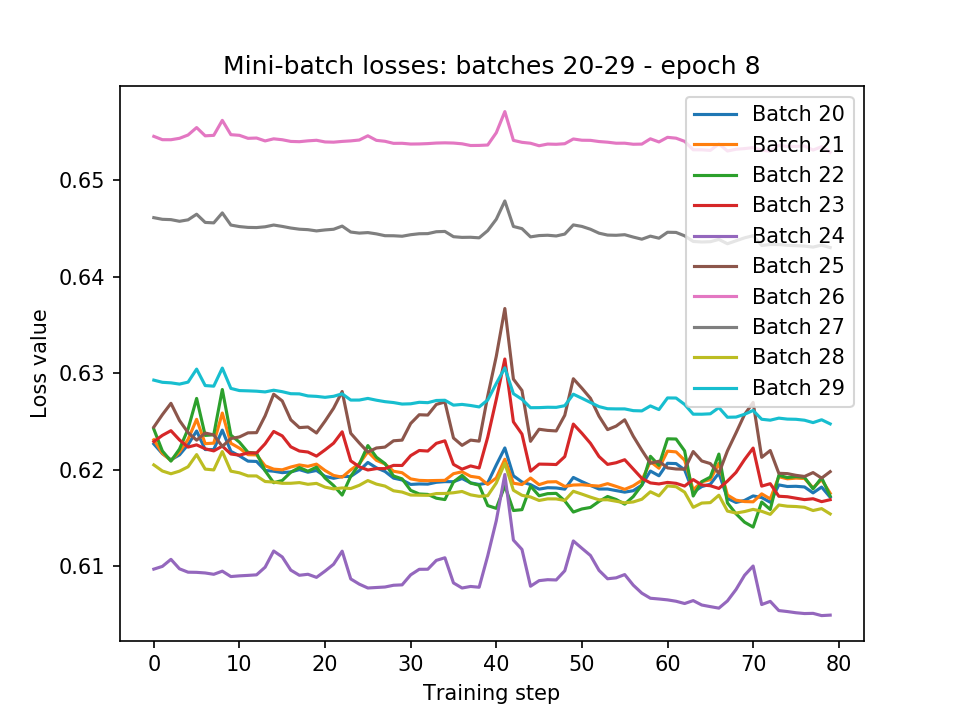 Mini-batch losses: batches 20-29 - epoch 8
Loss value
0.65
0.64
0.63
0.62
0.61
0
10
20
30
40
50
60
70
80
Training step
Batch 20
Batch 21
Batch 22
Batch 23
Batch 24
Batch 25
Batch 26
Batch 27
Batch 28
Batch 29